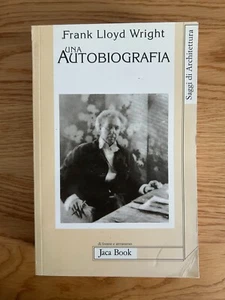 Frank Lloyd Wright
UNA
AUTOBIOGRAFIA
Saggi di Architettura
Jaca Book